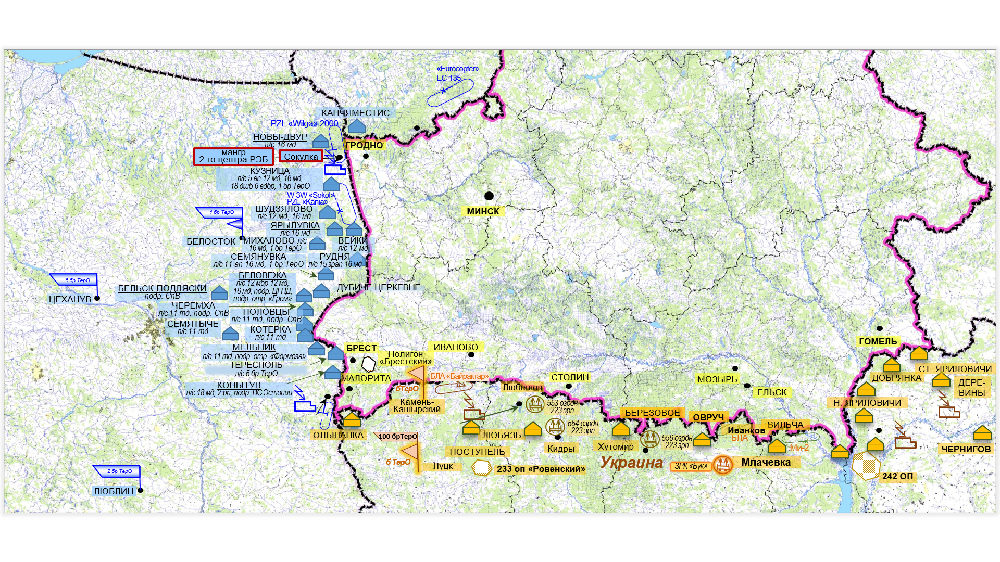 «Eurocopter»
EC-135
КАПЧЯМЕСТИС
PZL «Wilga» 2000
НОВЫ-ДВУР
л/с 16 мд
ГРОДНО
мангр
2-го центра РЭБ
Сокулка
КУЗНИЦА
л/с 5 ап 12 мд, 16 мд,
18 дшб 6 вдбр, 1 бр ТерО
W-3W «Sokol»
PZL «Kania»
МИНСК
ШУДЗЯЛОВО
л/с 12 мд, 16 мд
1 бр ТерО
ЯРЫЛУВКА
л/с 16 мд
БЕЛОСТОК
МИХАЛОВО л/с
16 мд, 1 бр ТерО
ВЕЙКИ
л/с 12 мд
СЕМЯНУВКА
л/с 11 ап 16 мд, 1 бр ТерО
РУДНЯ
л/с 15 зрап 16 мд
БЕЛОВЕЖА
л/с 12 мбр 12 мд,
16 мд, подр. ЦГПД,
подр. отр. «Гром»
5 бр ТерО
ДУБИЧЕ-ЦЕРКЕВНЕ
БЕЛЬСК-ПОДЛЯСКИ
подр. СпВ
ЦЕХАНУВ
ЧЕРЕМХА
л/с 11 тд, подр. СпВ
ПОЛОВЦЫ
л/с 11 тд, подр. СпВ
СЕМЯТЫЧЕ
л/с 11 тд
КОТЕРКА
л/с 11 тд
МЕЛЬНИК
л/с 11 тд, подр. отр. «Формоза»
БРЕСТ
ИВАНОВО
ГОМЕЛЬ
Полигон
«Брестский»
ТЕРЕСПОЛЬ
л/с 5 бр ТерО
МАЛОРИТА
БЛА «Байрактар»
СТОЛИН
МОЗЫРЬ
СТ. ЯРИЛОВИЧИ
ДОБРЯНКА
ДЕРЕ-
ВИНЫ
КОПЫТУВ
л/с 18 мд, 2 рп, подр. ВС Эстонии
бТерО
Любешов
ЕЛЬСК
Камень-
Кашырский
553 озрдн
223 зрп
Н. ЯРИЛОВИЧИ
БЕРЕЗОВОЕ
ОВРУЧ
554 озрдн
223 зрп
ВИЛЬЧА
Иванков
БЛА
ОЛЬШАНКА
100 брТерО
ЛЮБЯЗЬ
556 озрдн
223 зрп
Хутомир
Кидры
Ми-2
ЧЕРНИГОВ
ПОСТУПЕЛЬ
б ТерО
Луцк
233 оп «Ровенский»
Украина
ЗРК «Бук»
Млачевка
242 ОП
2 бр ТерО
ЛЮБЛИН